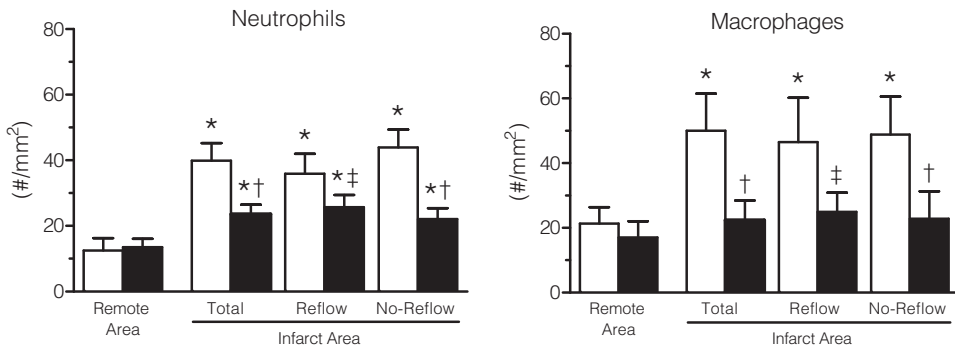 Neutrophils
(#/mm²)
80
60
40
20
0
*
*†
*
*‡
*
*†
Remote Area
Total
Reflow
No-Reflow
Infarct Area
Macrophages
(#/mm²)
80
60
40
20
0
*
†
*
‡
*
†
Remote Area
Total
Reflow
No-Reflow
Infarct Area